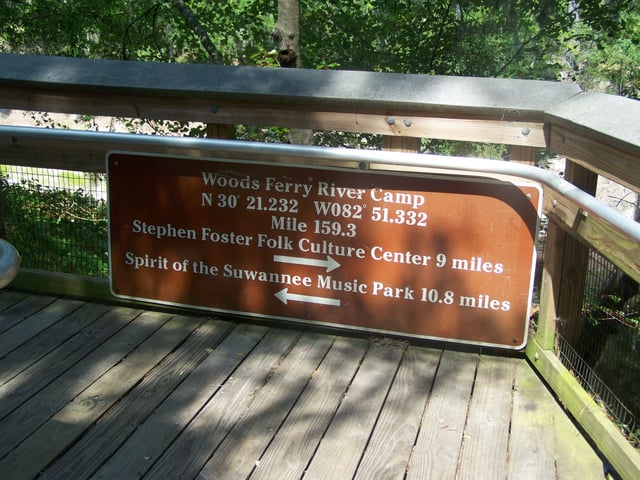 Woods Ferry River Camp
N 30° 21.232 W082° 51.332
Mile 159.3
Stephen Foster Folk Culture Center 9 miles
Spirit of the Suwannee Music Park 10.8 miles